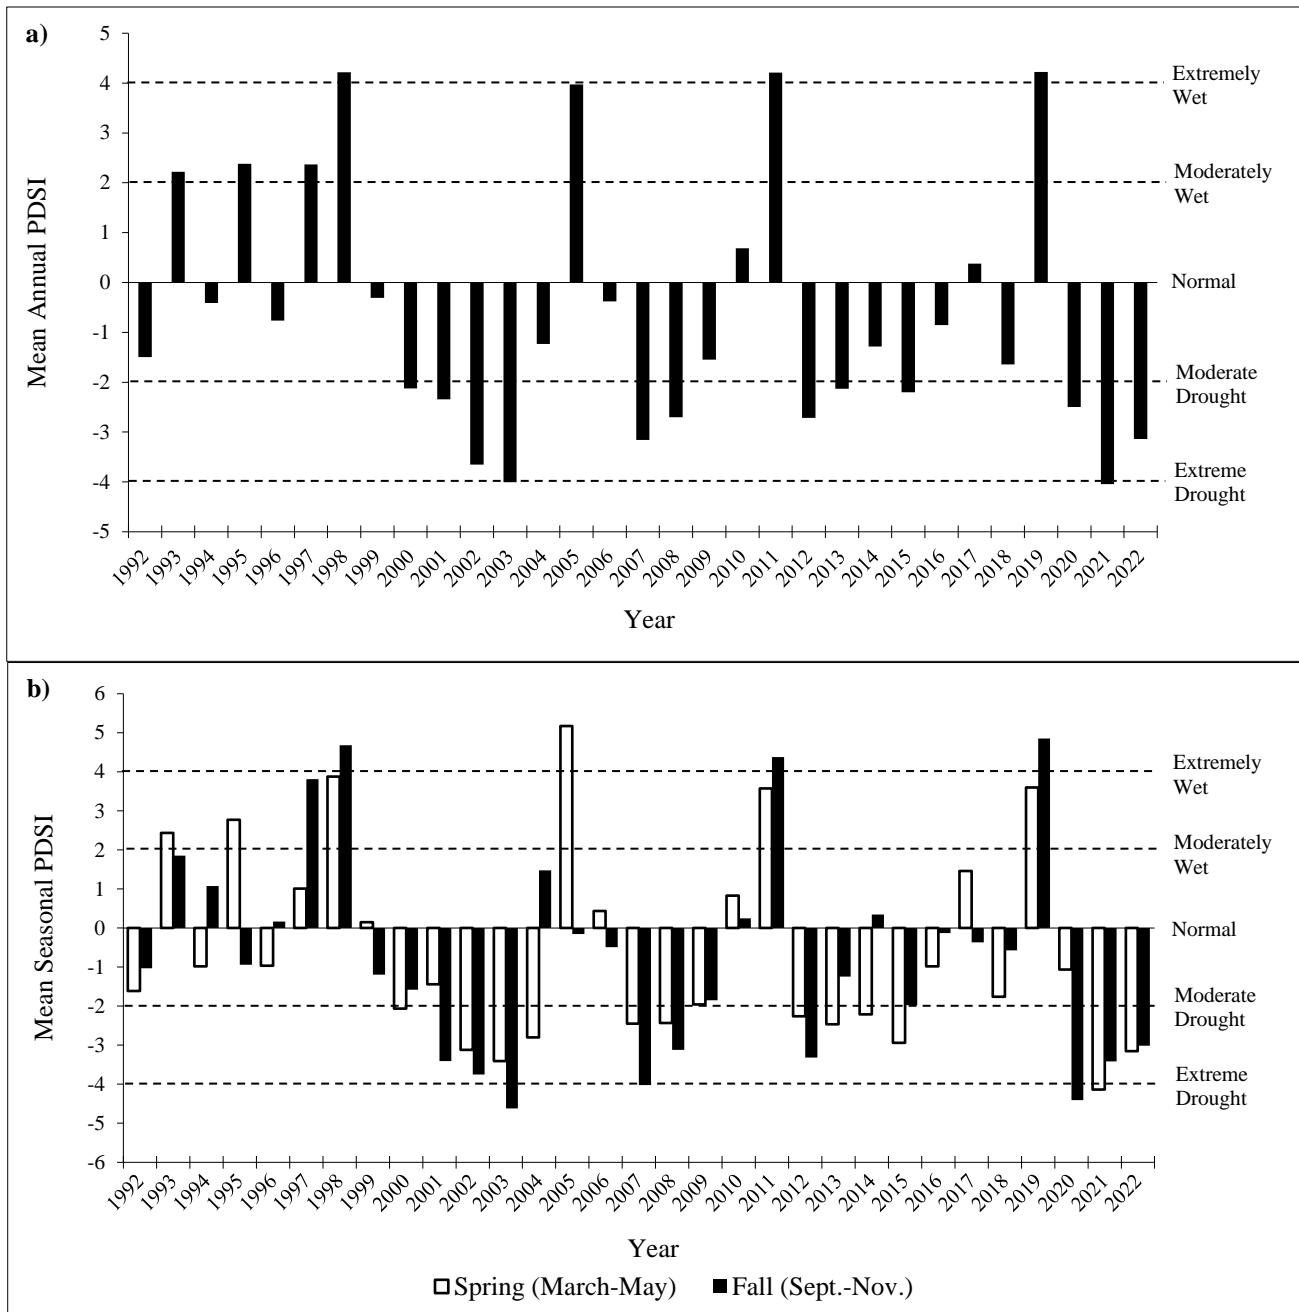 a)
Mean Annual PDSI
5
4
3
2
1
0
-1
-2
-3
-4
-5
Extremely
Wet
Moderately
Wet
Normal
Moderate
Drought
Extreme
Drought
1992 1993 1994 1995 1996 1997 1998 1999 2000 2001 2002 2003 2004 2005 2006 2007 2008 2009 2010 2011 2012 2013 2014 2015 2016 2017 2018 2019 2020 2021 2022
Year
b)
Mean Seasonal PDSI
6
5
4
3
2
1
0
-1
-2
-3
-4
-5
-6
Extremely
Wet
Moderately
Wet
Normal
Moderate
Drought
Extreme
Drought
1992 1993 1994 1995 1996 1997 1998 1999 2000 2001 2002 2003 2004 2005 2006 2007 2008 2009 2010 2011 2012 2013 2014 2015 2016 2017 2018 2019 2020 2021 2022
Year
Spring (March-May) Fall (Sept.-Nov.)